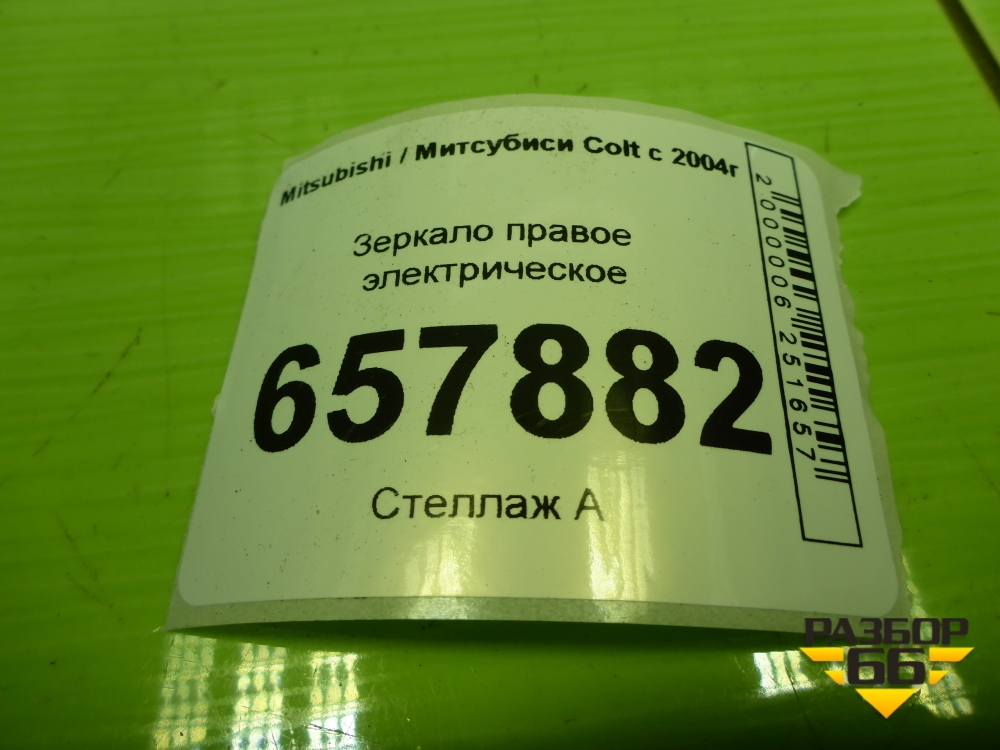 Mitsubishi / Митсубиси Colt с 2004г
Зеркало правое
электрическое
657882
Стеллаж А
2000006251657
РАЗБОР
66